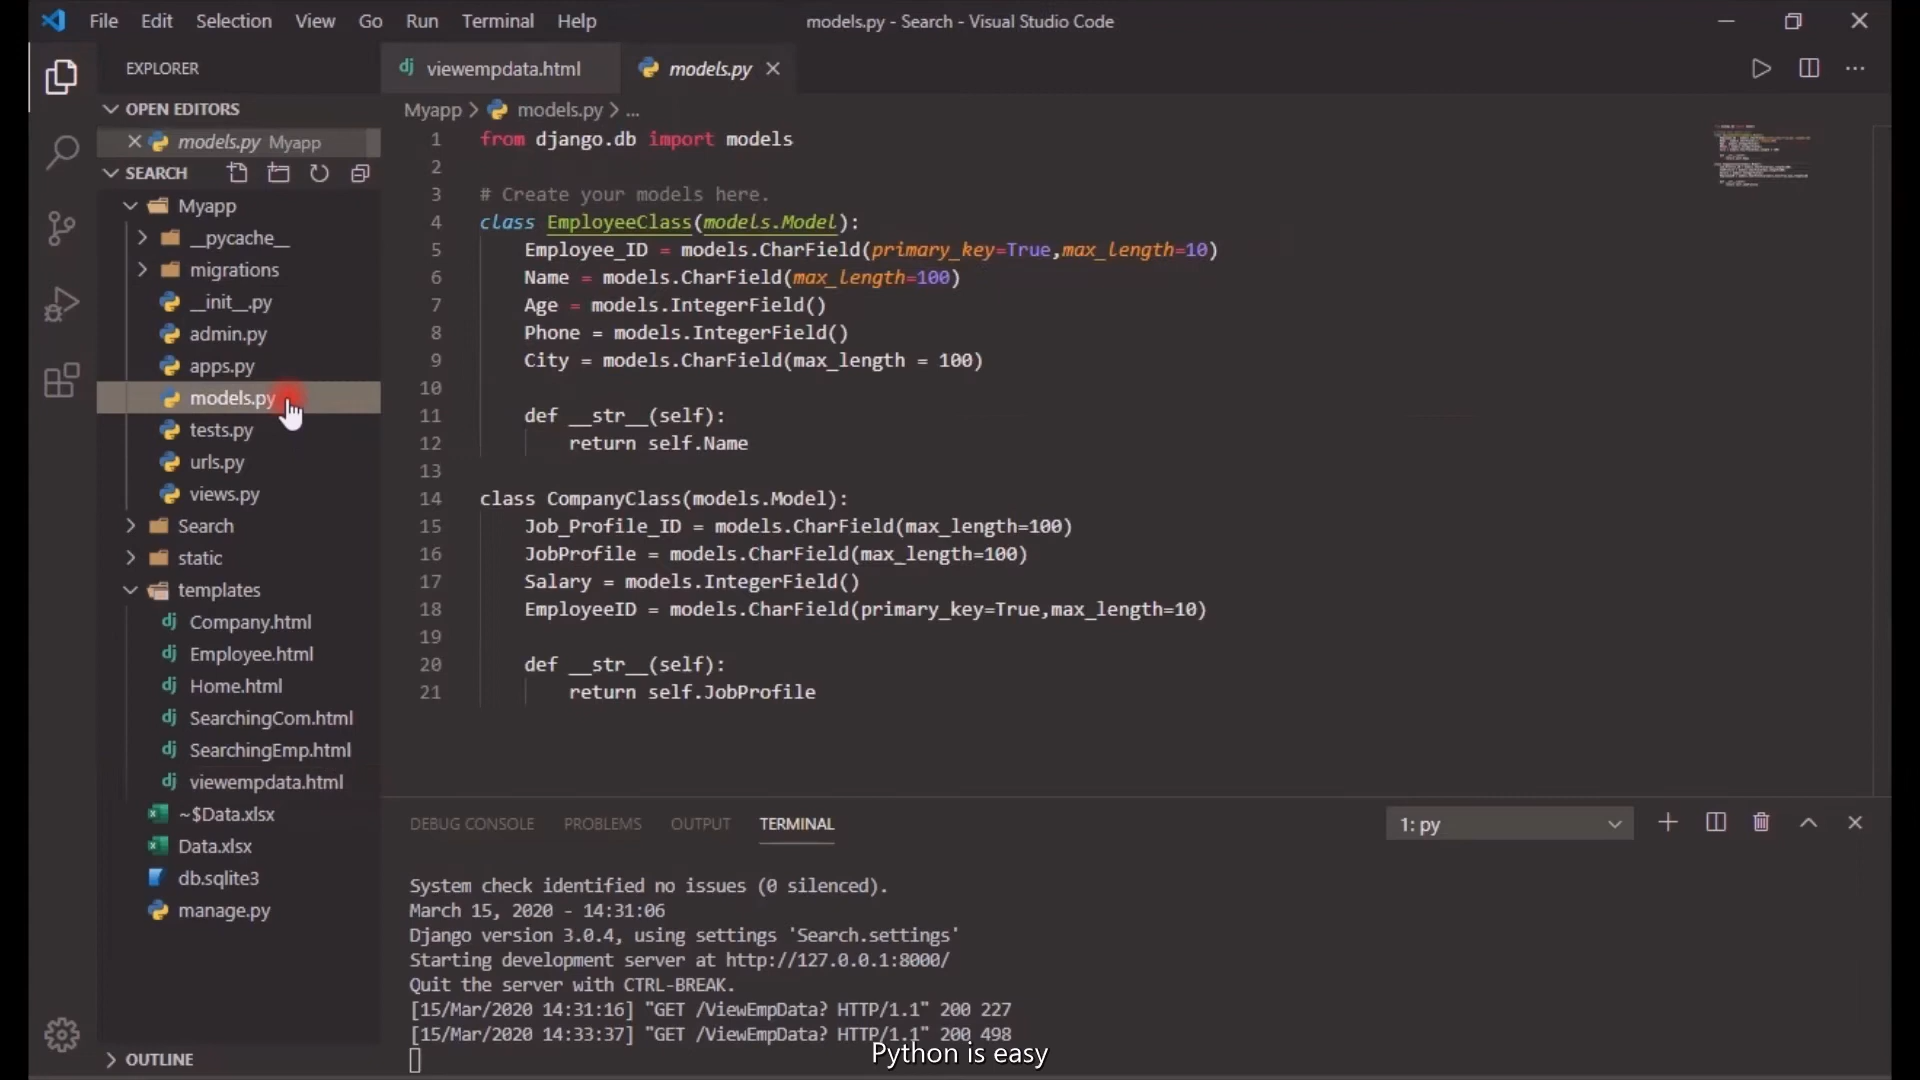 File Edit Selection View Go Run Terminal Help
models.py - Search - Visual Studio Code
EXPLORER
OPEN EDITORS
models.py Myapp
SEARCH
Myapp
__pycache__
migrations
__init__.py
admin.py
apps.py
models.py
tests.py
urls.py
views.py
Search
static
templates
dj Company.html
dj Employee.html
dj Home.html
dj SearchingCom.html
dj SearchingEmp.html
dj viewempdata.html
~$Data.xlsx
Data.xlsx
db.sqlite3
manage.py
OUTLINE
dj viewempdata.html models.py
Myapp > models.py > ...
1 from django.db import models
2
3 # Create your models here.
4 class EmployeeClass(models.Model):
5 Employee_ID = models.CharField(primary_key=True,max_length=10)
6 Name = models.CharField(max_length=100)
7 Age = models.IntegerField()
8 Phone = models.IntegerField()
9 City = models.CharField(max_length = 100)
10
11 def __str__(self):
12 return self.Name
13
14 class CompanyClass(models.Model):
15 Job_Profile_ID = models.CharField(max_length=100)
16 JobProfile = models.CharField(max_length=100)
17 Salary = models.IntegerField()
18 EmployeeID = models.CharField(primary_key=True,max_length=10)
19
20 def __str__(self):
21 return self.JobProfile
DEBUG CONSOLE PROBLEMS OUTPUT TERMINAL
1: py
System check identified no issues (0 silenced).
March 15, 2020 - 14:31:06
Django version 3.0.4, using settings 'Search.settings'
Starting development server at http://127.0.0.1:8000/
Quit the server with CTRL-BREAK.
[15/Mar/2020 14:31:16] "GET /ViewEmpData? HTTP/1.1" 200 227
[15/Mar/2020 14:33:37] "GET /ViewEmpData? HTTP/1.1" 200 498
Python is easy